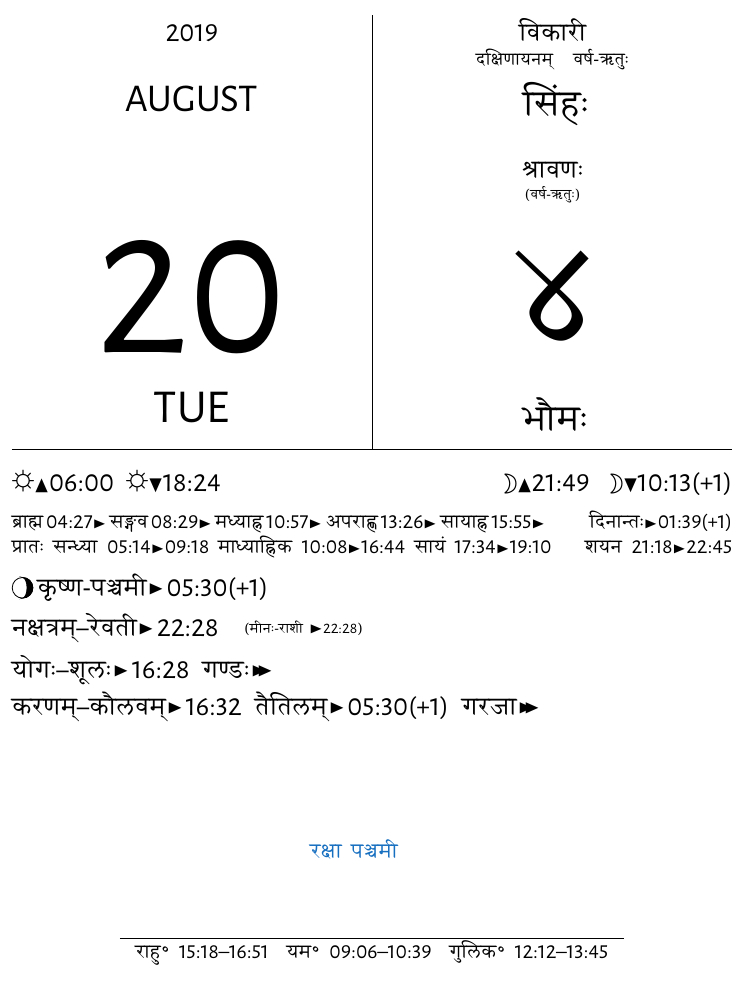 2019
AUGUST
20
TUE
विकारी
दक्षिणायनम् वर्ष-ऋतुः
सिंहः
श्रावणः
(वर्ष-ऋतुः)
४
भौमः
☼▲06:00 ☼▼18:24 ☽▲21:49 ☽▼10:13(+1)
ब्राह्म 04:27► सङ्गव 08:29► मध्याह्न 10:57► अपराह्ण 13:26► सायाह्न 15:55► दिनान्तः►01:39(+1)
प्रातः सन्ध्या 05:14►09:18 माध्याह्निक 10:08►16:44 सायं 17:34►19:10 शयन 21:18►22:45
कृष्ण-पञ्चमी►05:30(+1)
नक्षत्रम्–रेवती►22:28 (मीनः-राशी ►22:28)
योगः–शूलः►16:28 गण्डः►►
करणम्–कौलवम्►16:32 तैतिलम्►05:30(+1) गरजा►►
रक्षा पञ्चमी
राहु॰ 15:18–16:51 यम॰ 09:06–10:39 गुलिक॰ 12:12–13:45